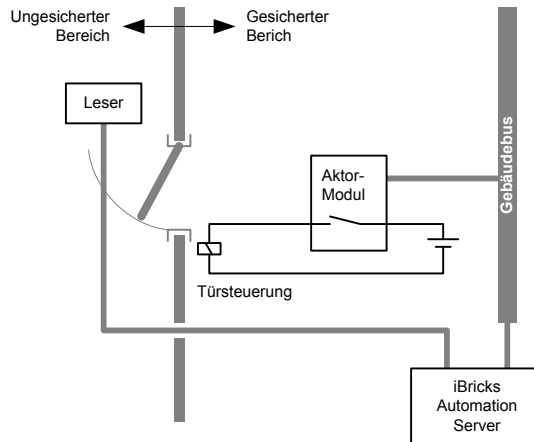 Ungesicherter
Bereich
Gesicherter
Berich
Leser
Aktor-
Modul
Gebäudebus
Türsteuerung
iBricks
Automation
Server